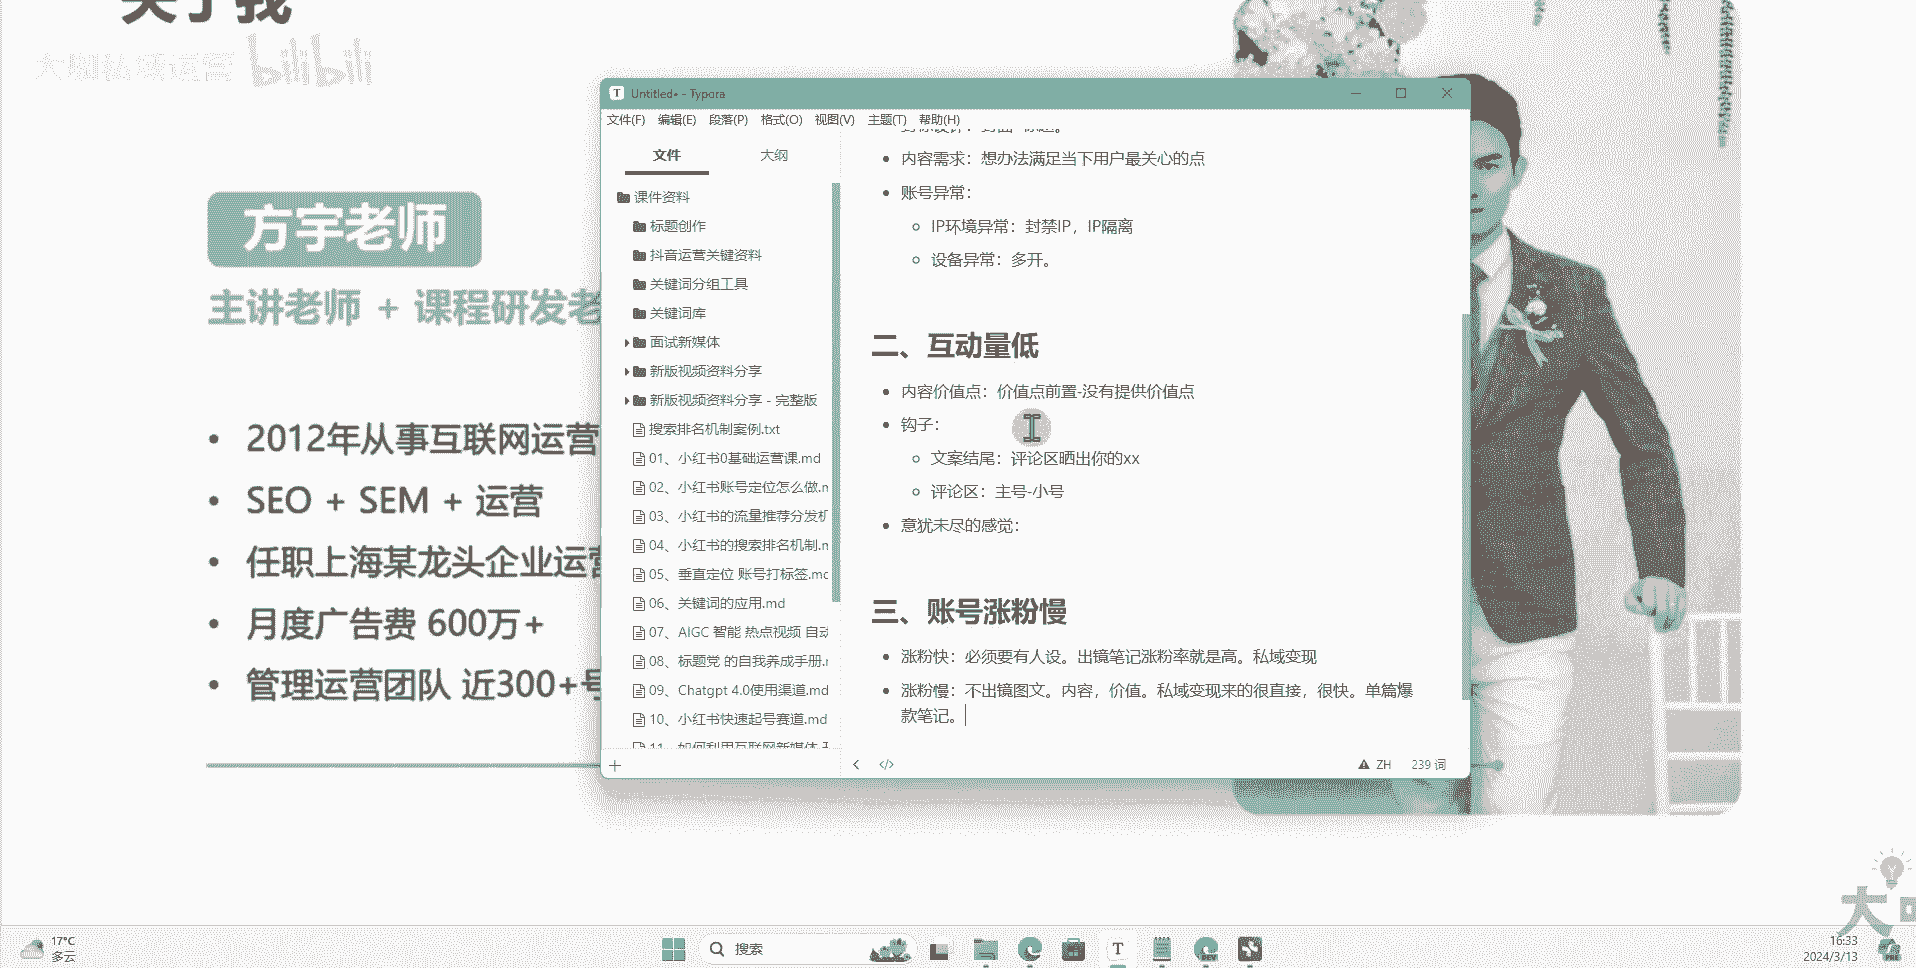 关于我
大咖私域运营 bilibili
方宇老师
主讲老师 + 课程研发老
2012年从事互联网运营
SEO + SEM + 运营
任职上海某龙头企业运营
月度广告费 600万+
管理运营团队 近300+号
Untitled• - Typora
文件(F) 编辑(E) 段落(P) 格式(O) 视图(V) 主题(T) 帮助(H)
文件 大纲
课件资料
标题创作
抖音运营关键资料
关键词分组工具
关键词库
面试新媒体
新版视频资料分享
新版视频资料分享 - 完整版
搜索排名机制案例.txt
01、小红书0基础运营课.md
02、小红书账号定位怎么做.m
03、小红书的流量推荐分发机
04、小红书的搜索排名机制.m
05、垂直定位 账号打标签.md
06、关键词的应用.md
07、AIGC 智能 热点视频 自动
08、标题党 的自我养成手册.m
09、Chatgpt 4.0使用渠道.md
10、小红书快速起号赛道.md
11、如何利用互联网新媒体
内容需求：想办法满足当下用户最关心的点
账号异常：
IP环境异常：封禁IP，IP隔离
设备异常：多开。
二、互动量低
内容价值点：价值点前置-没有提供价值点
钩子：
文案结尾：评论区晒出你的xx
评论区：主号-小号
意犹未尽的感觉：
三、账号涨粉慢
涨粉快：必须要有人设。出镜笔记涨粉率就是高。私域变现
涨粉慢：不出镜图文。内容，价值。私域变现来的很直接，很快。单篇爆
款笔记。
ZH 239 词
大
17°C
多云
搜索
16:33
2024/3/13